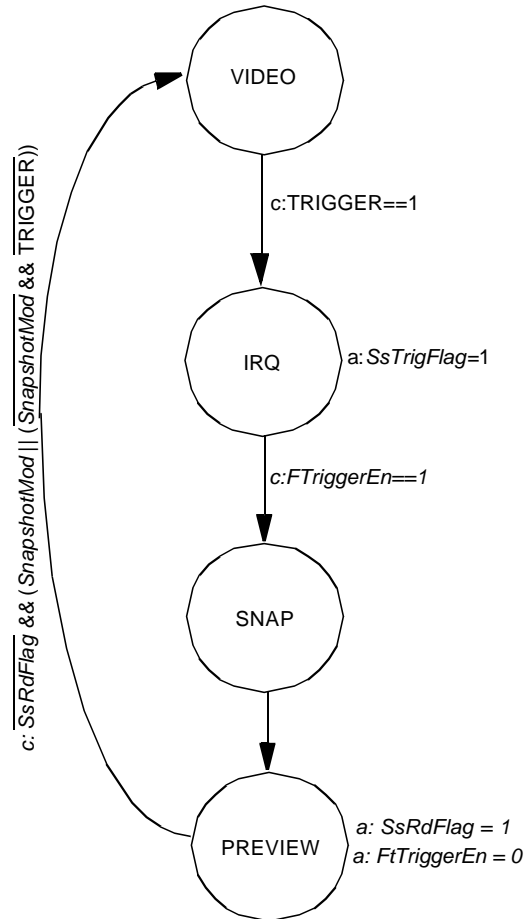 VIDEO
c:TRIGGER==1
IRQ
a: SsTrigFlag=1
c:FTriggerEn==1
SNAP
PREVIEW
a: SsRdFlag = 1
a: FtTriggerEn = 0
c: SsRdFlag && (SnapshotMod || (SnapshotMod && TRIGGER))